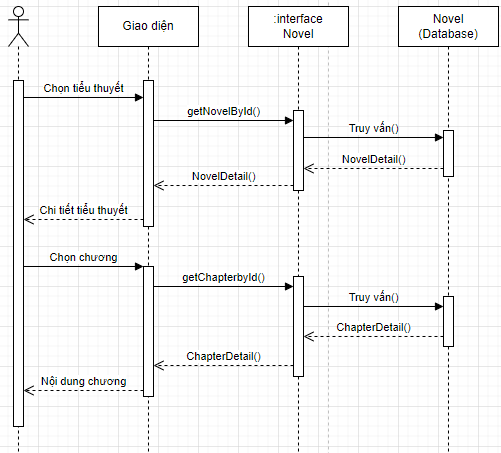 Giao diện
:interface
Novel
Novel
(Database)
Chọn tiểu thuyết
getNovelById()
Truy vấn()
NovelDetail()
NovelDetail()
Chi tiết tiểu thuyết
Chọn chương
getChapterbyId()
Truy vấn()
ChapterDetail()
ChapterDetail()
Nội dung chương